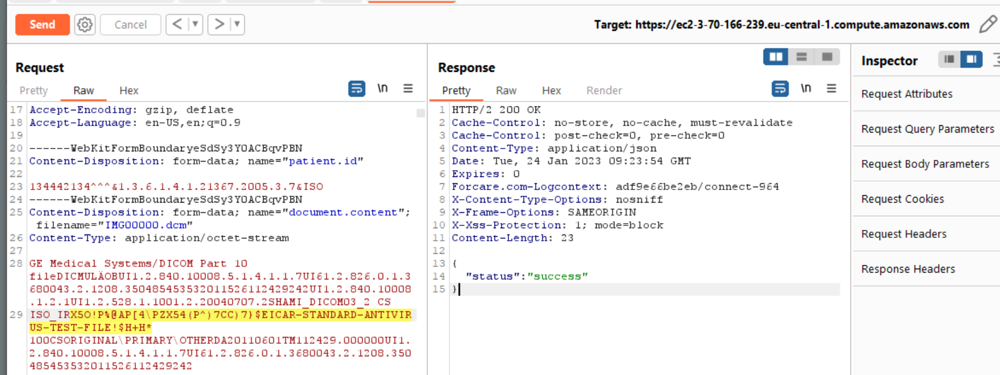 Send
Cancel
< ▼
> ▼
Target: https://ec2-3-70-166-239.eu-central-1.compute.amazonaws.com
Request
Pretty Raw Hex
\n
17 Accept-Encoding: gzip, deflate
18 Accept-Language: en-US,en;q=0.9
19
20 ------WebKitFormBoundaryeSdSy3Y0ACBqvPBN
21 Content-Disposition: form-data; name="patient.id"
22
23 134442134^^^&1.3.6.1.4.1.21367.2005.3.7&ISO
24 ------WebKitFormBoundaryeSdSy3Y0ACBqvPBN
25 Content-Disposition: form-data; name="document.content";
filename="IMG00000.dcm"
26 Content-Type: application/octet-stream
27
28 GE Medical Systems/DICOM Part 10
fileDICMULÄOBUI1.2.840.10008.5.1.4.1.1.7UI61.2.826.0.1.3
680043.2.1208.3504854535320115261124 29242UI1.2.840.10008
.1.2.1UI1.2.528.1.1001.2.20040707.2SHAMI_DICOM03_2 CS
29 ISO_IRX5O!P%@AP[4\PZX54(P^)7CC)7}$EICAR-STANDARD-ANTIVIR
US-TEST-FILE!$H+H*
100CSORIGINAL\PRIMARY\OTHERDA20110601TM112429.000000UI1.
2.840.10008.5.1.4.1.1.7UI61.2.826.0.1.3680043.2.1208.350
4854535320115261124 29242
Response
Pretty Raw Hex Render
\n
1 HTTP/2 200 OK
2 Cache-Control: no-store, no-cache, must-revalidate
3 Cache-Control: post-check=0, pre-check=0
4 Content-Type: application/json
5 Date: Tue, 24 Jan 2023 09:23:54 GMT
6 Expires: 0
7 Forcare.com-Logcontext: adf9e66be2eb/connect-964
8 X-Content-Type-Options: nosniff
9 X-Frame-Options: SAMEORIGIN
10 X-Xss-Protection: 1; mode=block
11 Content-Length: 23
12
13 {
14 "status":"success"
15 }
Inspector
Request Attributes
Request Query Parameters
Request Body Parameters
Request Cookies
Request Headers
Response Headers